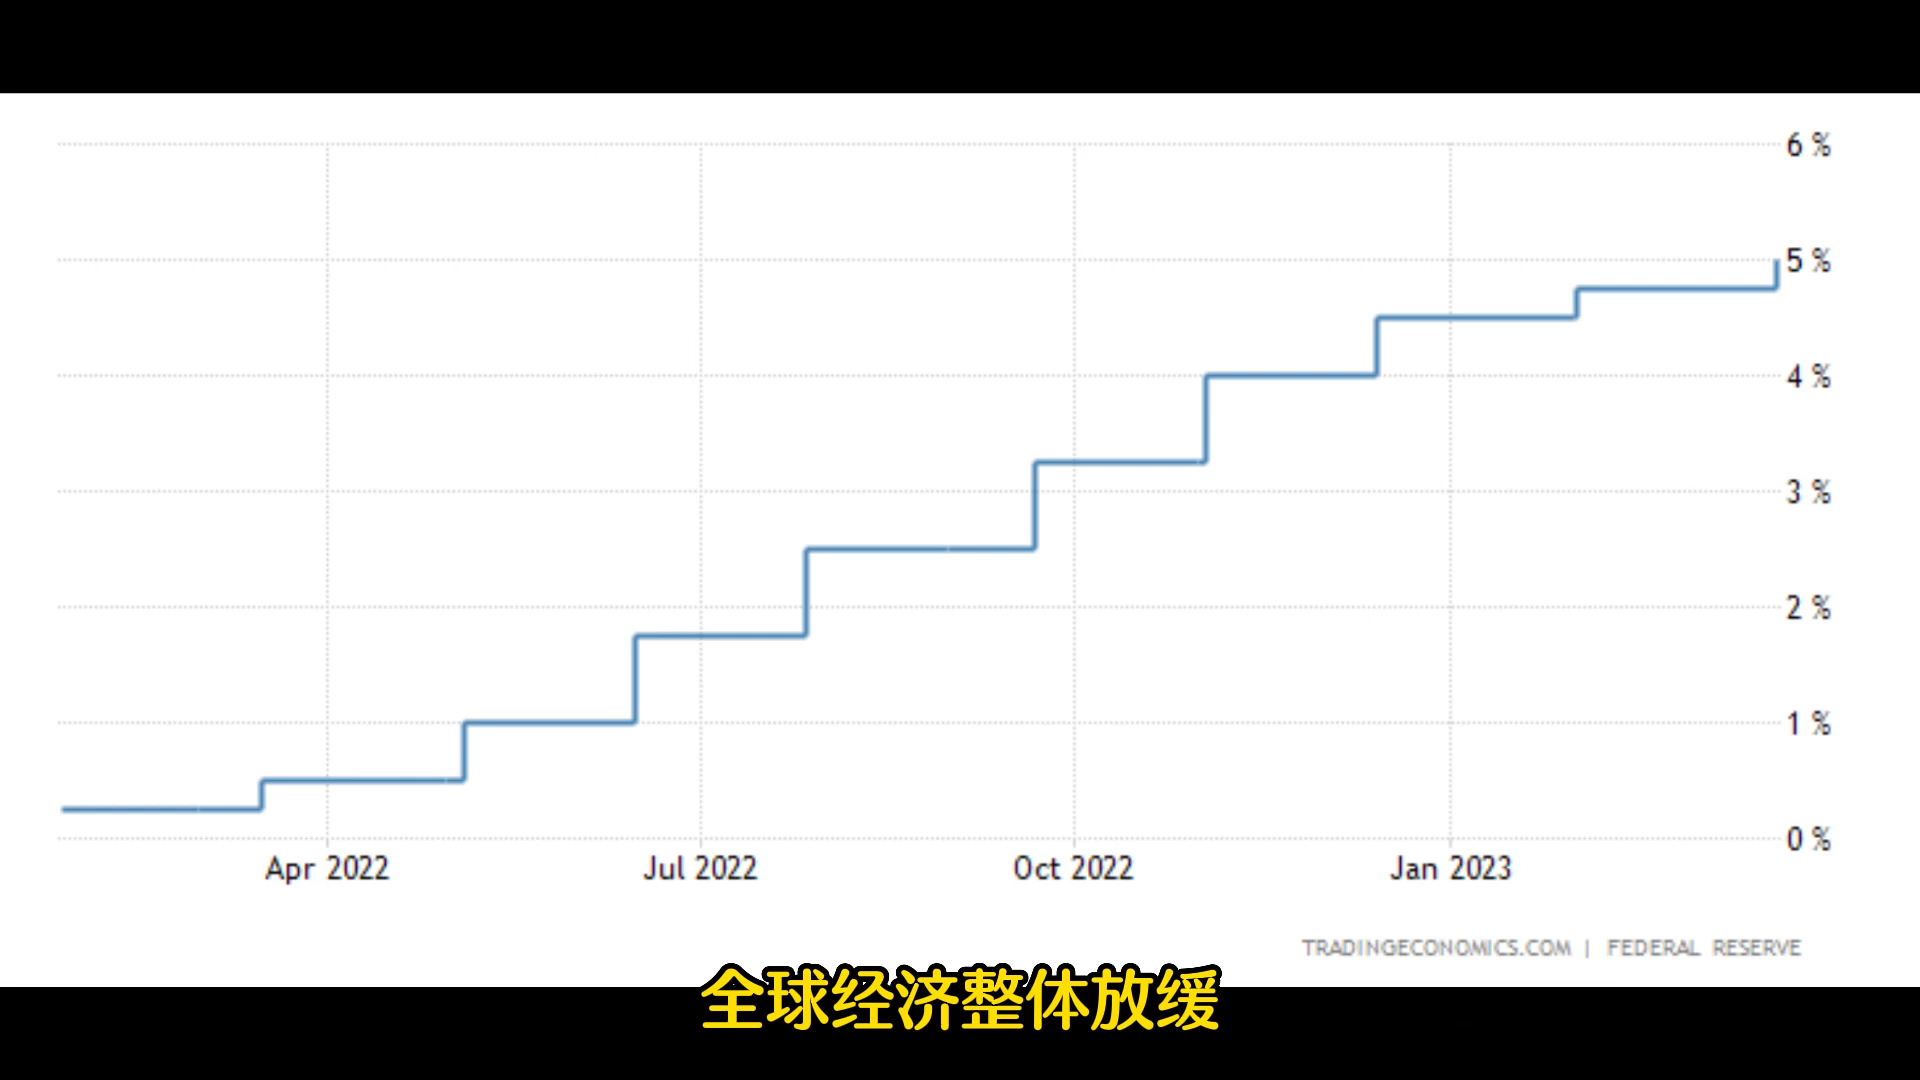 6 %
5 %
4 %
3 %
2 %
1 %
0 %
Apr 2022 Jul 2022 Oct 2022 Jan 2023
TRADINGECONOMICS.COM | FEDERAL RESERVE
全球经济整体放缓